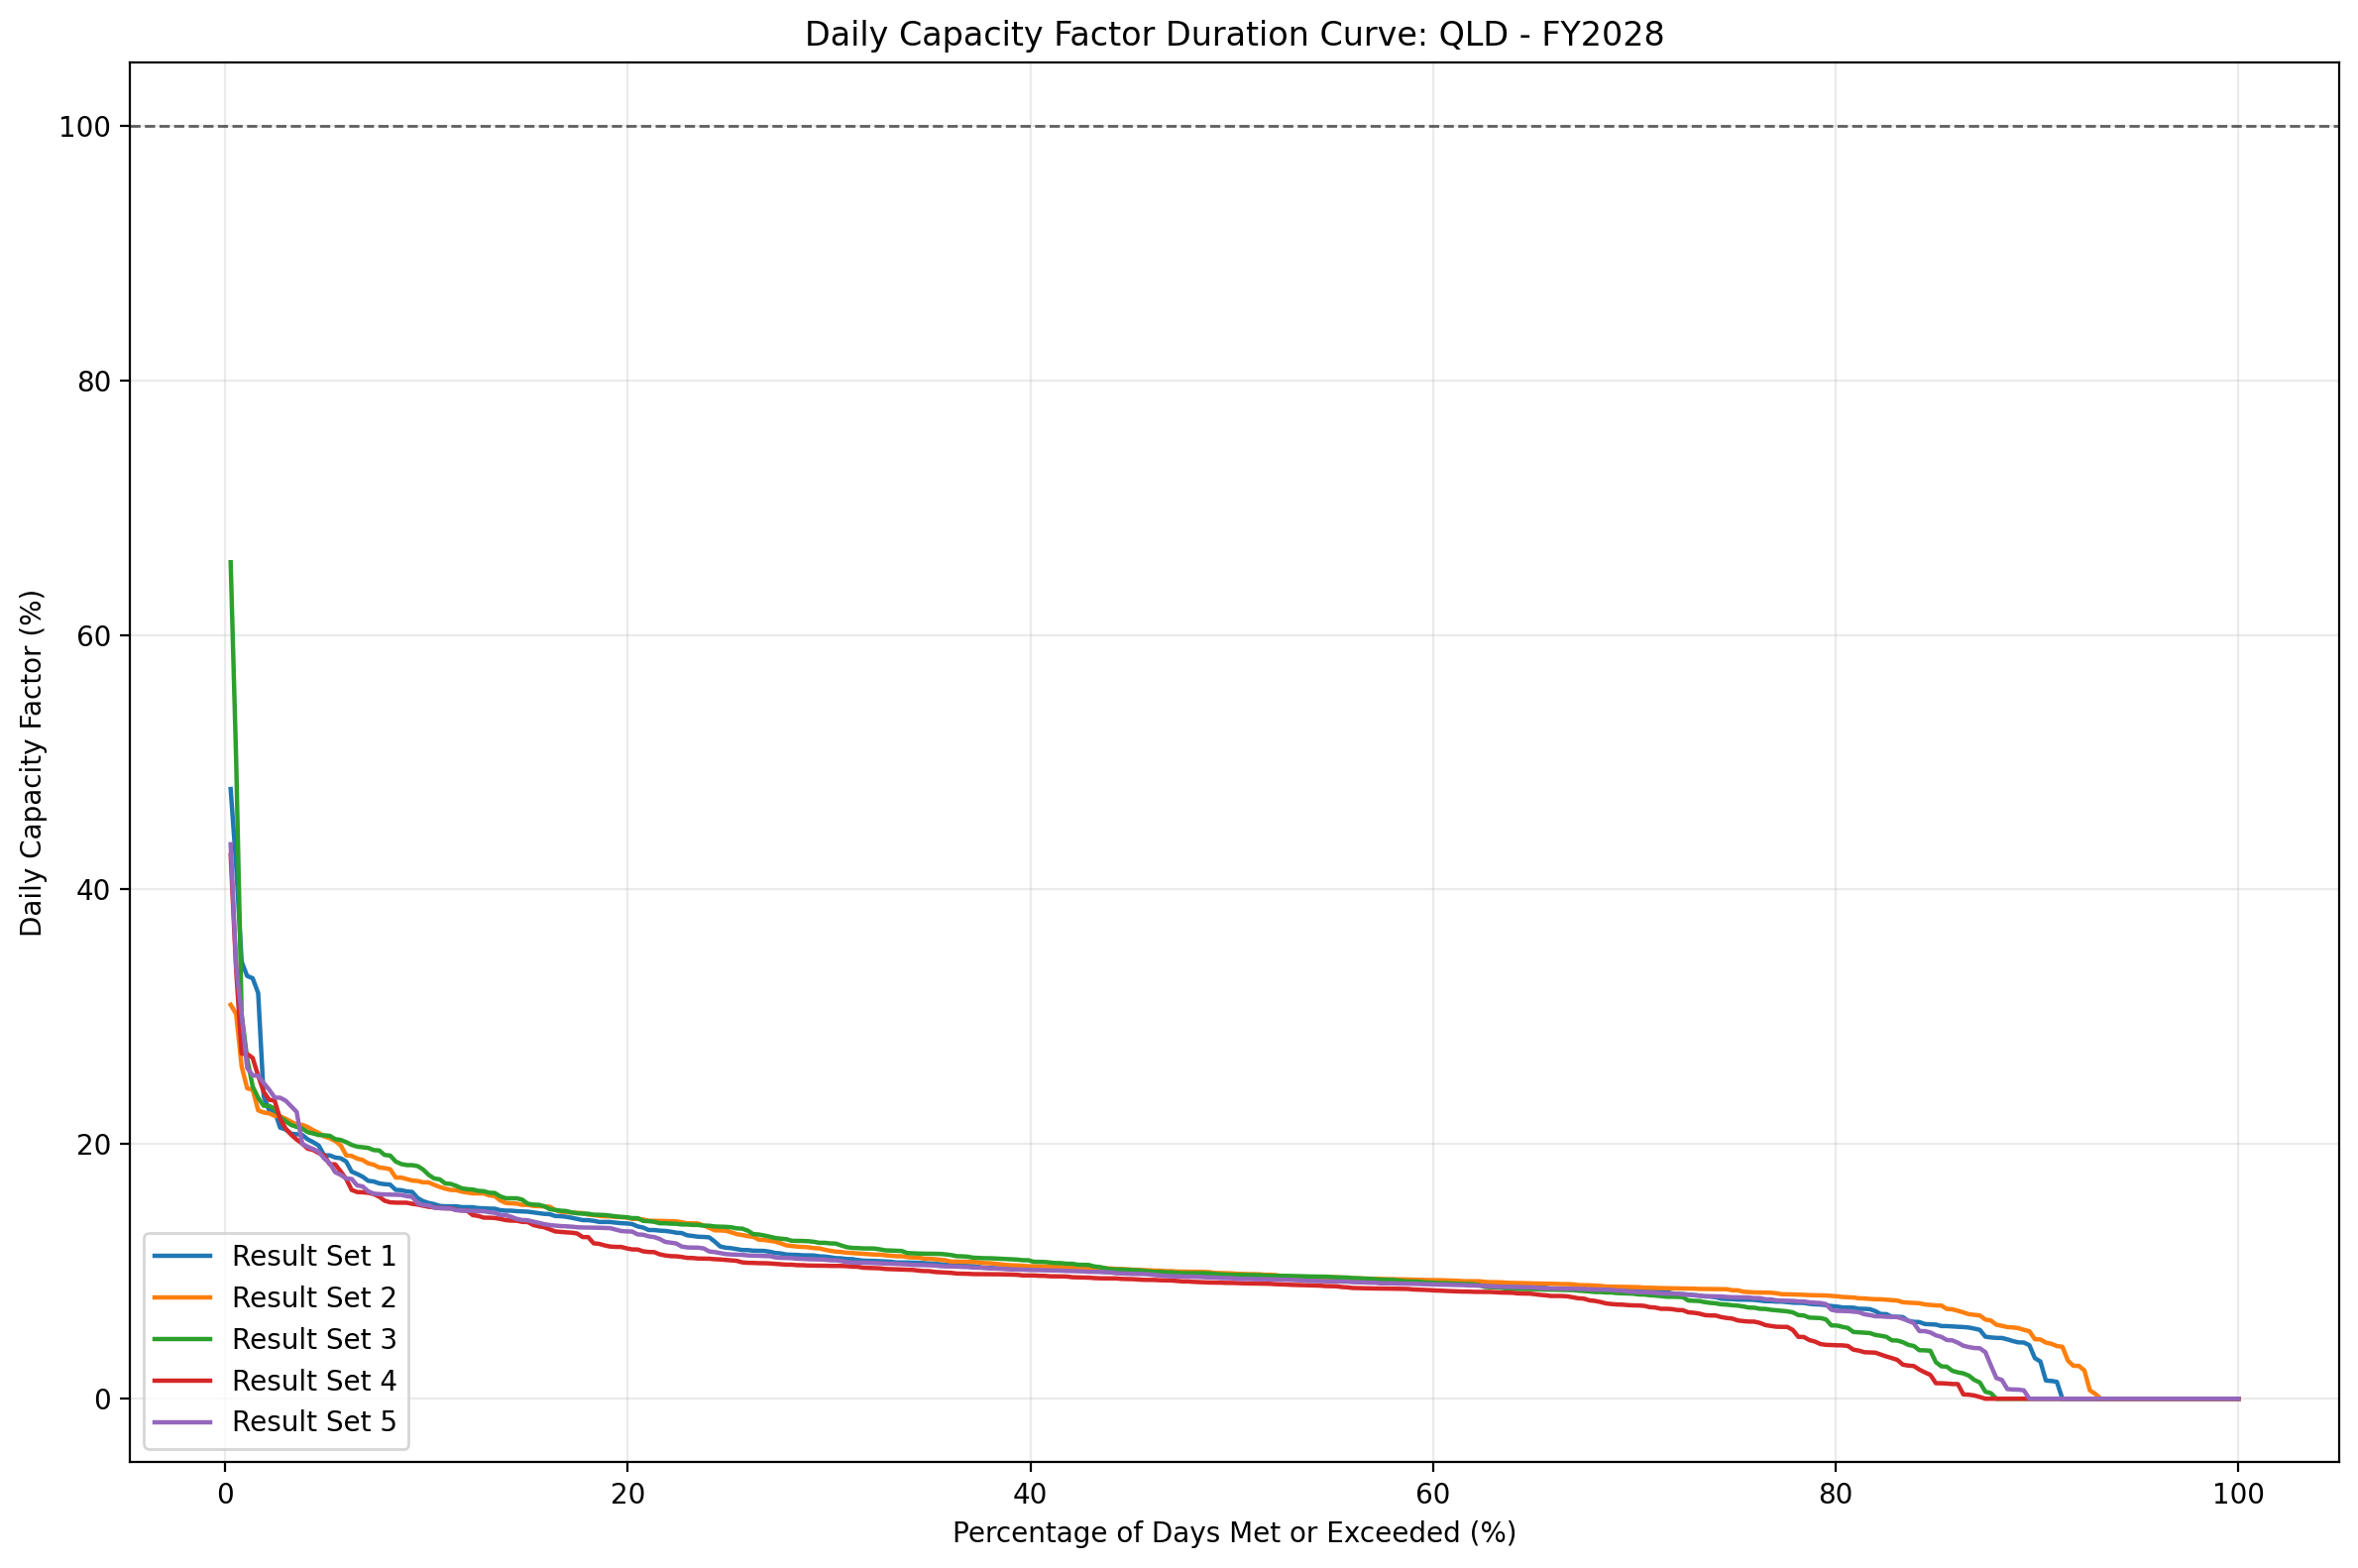 Daily Capacity Factor Duration Curve: QLD - FY2028
Daily Capacity Factor (%)
100
80
60
40
20
0
Result Set 1
Result Set 2
Result Set 3
Result Set 4
Result Set 5
0 20 40 60 80 100
Percentage of Days Met or Exceeded (%)